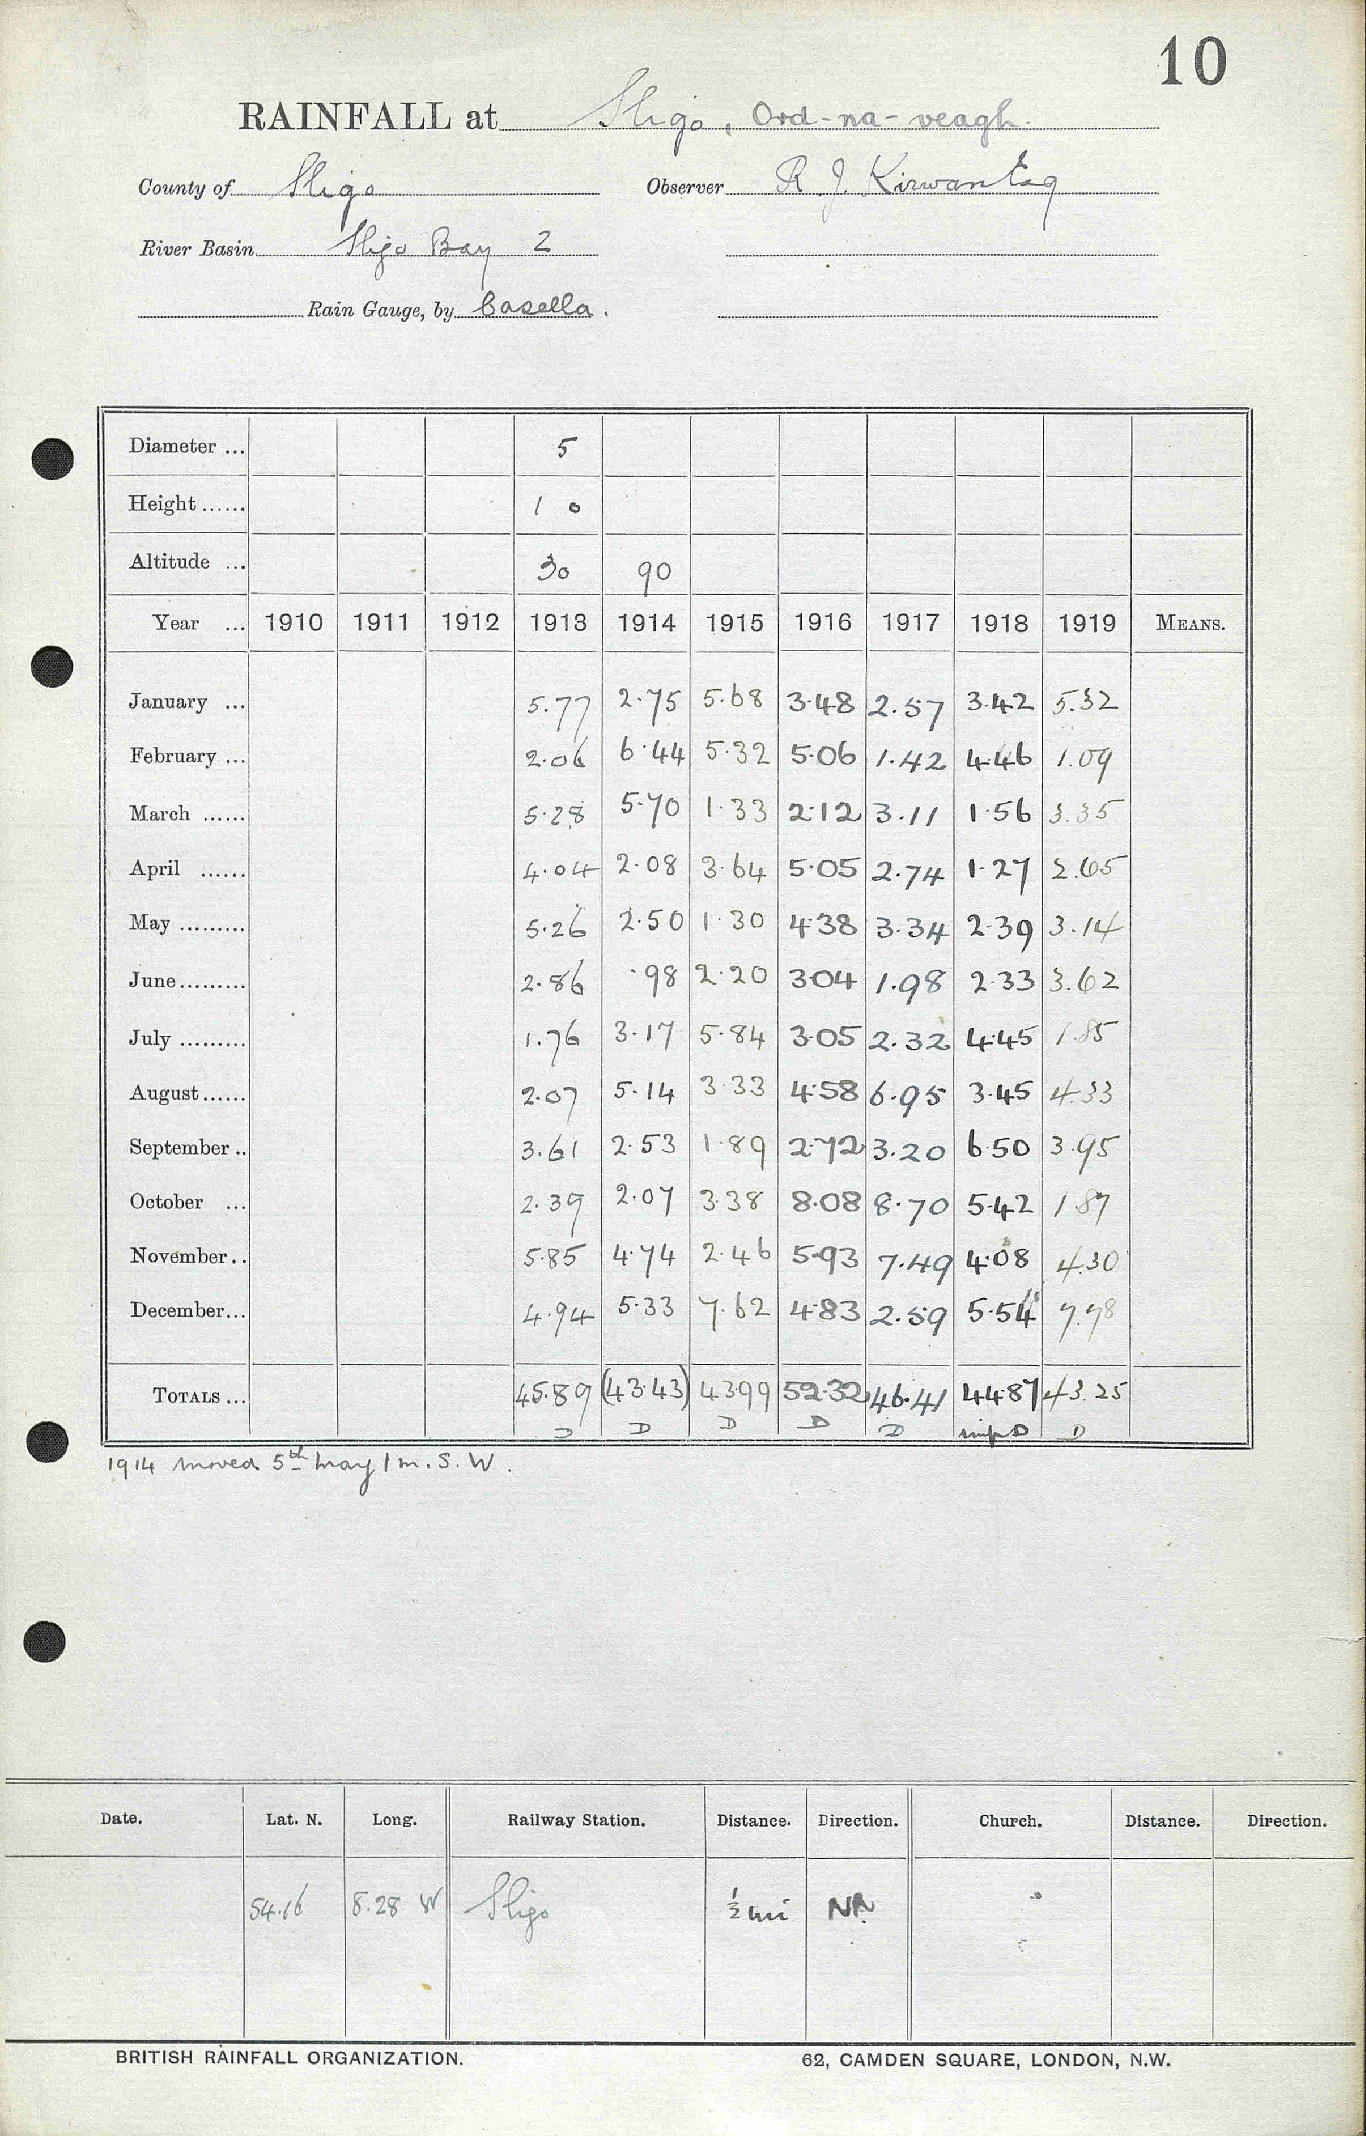 10
RAINFALL at Sligo, Ord-na-veagh.
County of Sligo Observer R J. Kirwan Esq
River Basin Sligo Bay 2
Rain Gauge, by Casella.
Diameter ... 5
Height...... 1 0
Altitude ... 30 90
Year ... 1910 1911 1912 1913 1914 1915 1916 1917 1918 1919 MEANS.
January ... 5.77 2.75 5.68 3.48 2.57 3.42 5.32
February ... 2.06 6.44 5.32 5.06 1.42 4.46 1.09
March ...... 5.28 5.70 1.33 2.12 3.11 1.56 3.35
April ...... 4.04 2.08 3.64 5.05 2.74 1.27 2.65
May ......... 5.26 2.50 1.30 4.38 3.34 2.39 3.14
June......... 2.86 .98 2.20 3.04 1.98 2.33 3.62
July ......... 1.76 3.17 5.84 3.05 2.32 4.45 1.85
August...... 2.07 5.14 3.33 4.58 6.95 3.45 4.33
September .. 3.61 2.53 1.89 2.72 3.20 6.50 3.95
October ... 2.39 2.07 3.38 8.08 8.70 5.42 1.87
November.. 5.85 4.74 2.46 5.93 7.49 4.08 4.30
December... 4.94 5.33 7.62 4.83 2.59 5.54 7.78
TOTALS ... 45.89 (43.43) 43.99 52.32 46.41 44.87 43.25
D D D D D D D
1914 moved 5th May 1 m. S. W.
Date. Lat. N. Long. Railway Station. Distance. Direction. Church. Distance. Direction.
54.16 8.28 W Sligo ½ mi
BRITISH RAINFALL ORGANIZATION. 62, CAMDEN SQUARE, LONDON, N.W.